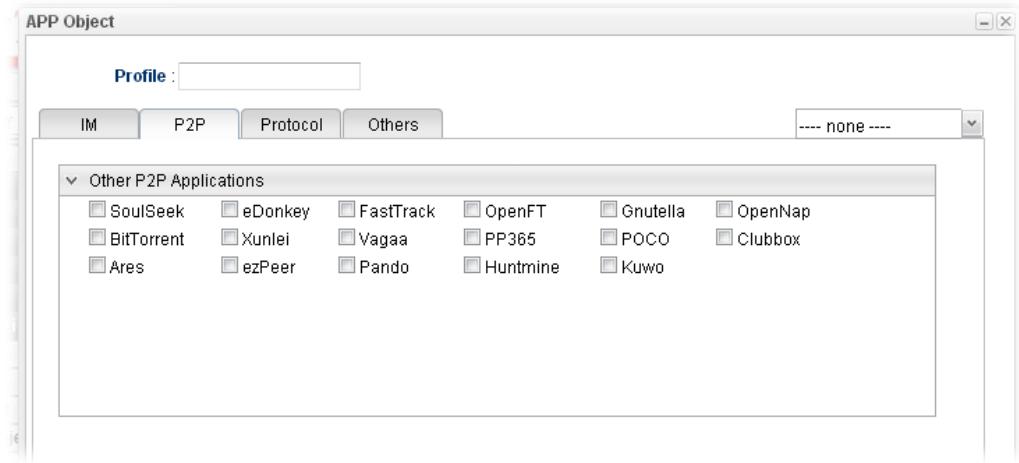 APP Object
Profile :
IM P2P Protocol Others ---- none ----
Other P2P Applications
SoulSeek eDonkey FastTrack OpenFT Gnutella OpenNap
BitTorrent Xunlei Vagaa PP365 POCO Clubbox
Ares ezPeer Pando Huntmine Kuwo